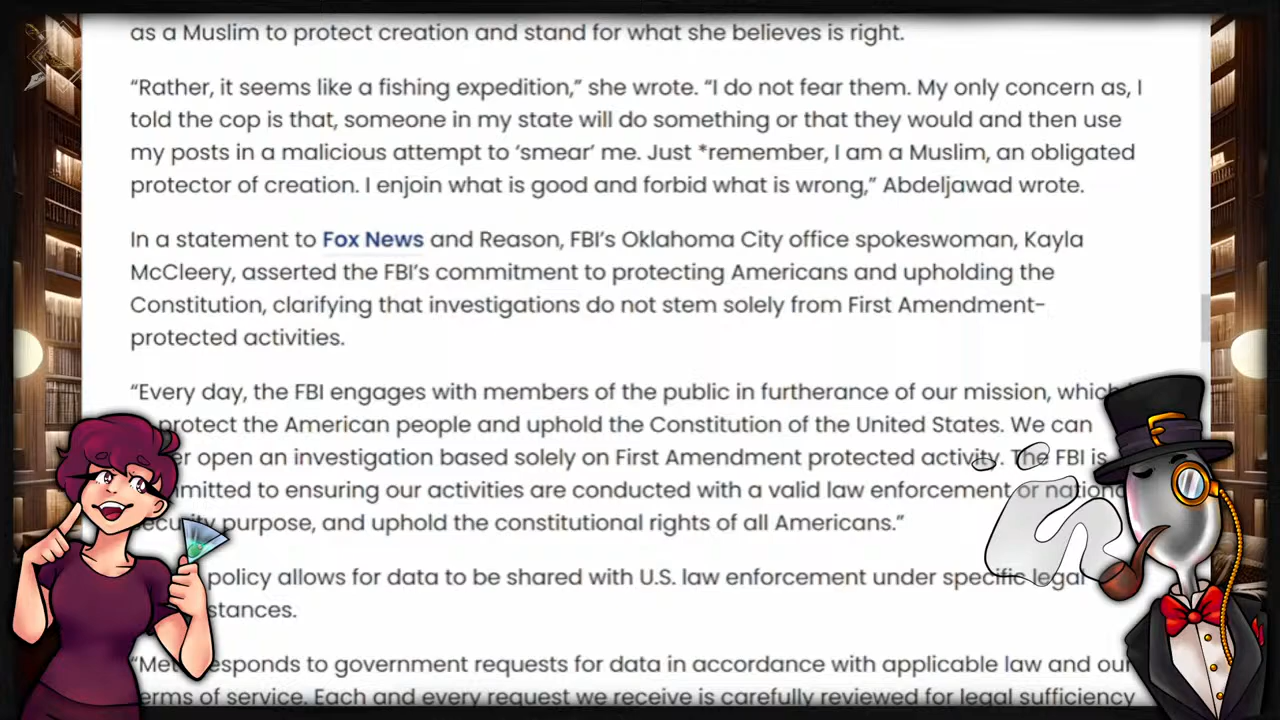 as a Muslim to protect creation and stand for what she believes is right.
“Rather, it seems like a fishing expedition,” she wrote. “I do not fear them. My only concern as, I
told the cop is that, someone in my state will do something or that they would and then use
my posts in a malicious attempt to ‘smear’ me. Just *remember, I am a Muslim, an obligated
protector of creation. I enjoin what is good and forbid what is wrong,” Abdeljawad wrote.
In a statement to Fox News and Reason, FBI’s Oklahoma City office spokeswoman, Kayla
McCleery, asserted the FBI’s commitment to protecting Americans and upholding the
Constitution, clarifying that investigations do not stem solely from First Amendment-
protected activities.
“Every day, the FBI engages with members of the public in furtherance of our mission, which
protect the American people and uphold the Constitution of the United States. We can
open an investigation based solely on First Amendment protected activity. The FBI is
to ensuring our activities are conducted with a valid law enforcement or
purpose, and uphold the constitutional rights of all Americans.”
policy allows for data to be shared with U.S. law enforcement under specific legal
responds to government requests for data in accordance with applicable law and our
terms of service. Each and every request we receive is carefully reviewed for legal sufficiency